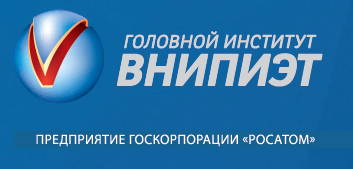 ГОЛОВНОЙ ИНСТИТУТ
ВНИПИЭТ
ПРЕДПРИЯТИЕ ГОСКОРПОРАЦИИ «РОСАТОМ»